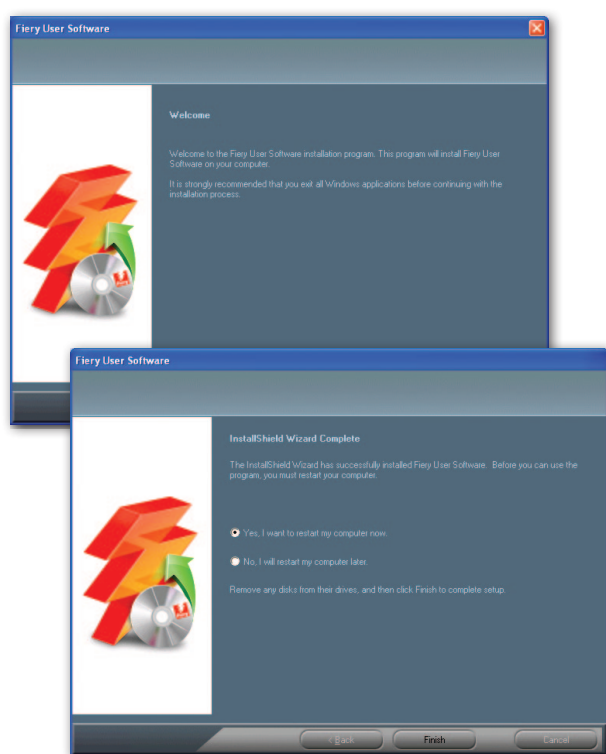 Fiery User Software
Welcome
Welcome to the Fiery User Software installation program. This program will install Fiery User
Software on your computer.
It is strongly recommended that you exit all Windows applications before continuing with the
installation process.
Fiery User Software
InstallShield Wizard Complete
The InstallShield Wizard has successfully installed Fiery User Software. Before you can use the
program, you must restart your computer.
Yes, I want to restart my computer now.
No, I will restart my computer later.
Remove any disks from their drives, and then click Finish to complete setup.
< Back Finish Cancel